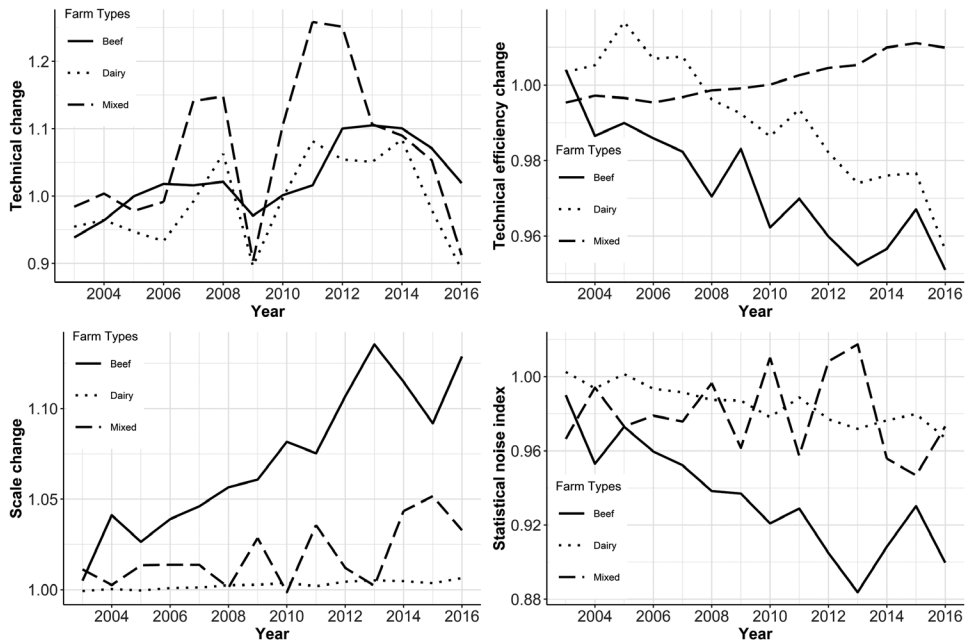 Farm Types
Beef
Dairy
Mixed
1.2
1.1
1.0
0.9
Technical change
2004 2006 2008 2010 2012 2014 2016
Year
1.00
0.98
0.96
Technical efficiency change
Farm Types
Beef
Dairy
Mixed
2004 2006 2008 2010 2012 2014 2016
Year
Farm Types
Beef
Dairy
Mixed
1.10
1.05
1.00
Scale change
2004 2006 2008 2010 2012 2014 2016
Year
1.00
0.96
0.92
0.88
Statistical noise index
Farm Types
Beef
Dairy
Mixed
2004 2006 2008 2010 2012 2014 2016
Year